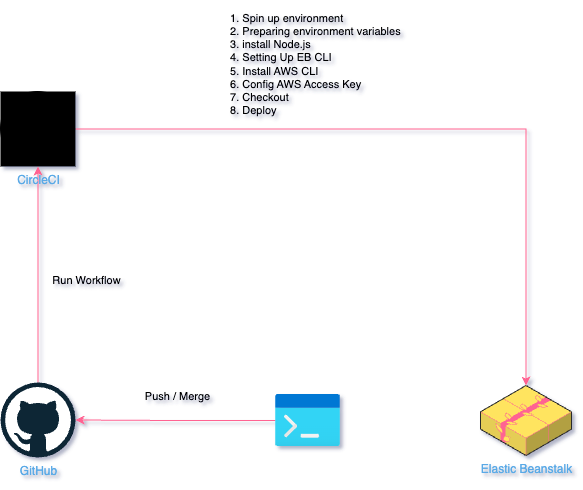 1. Spin up environment
2. Preparing environment variables
3. install Node.js
4. Setting Up EB CLI
5. Install AWS CLI
6. Config AWS Access Key
7. Checkout
8. Deploy
CircleCI
Run Workflow
Push / Merge
GitHub
Elastic Beanstalk